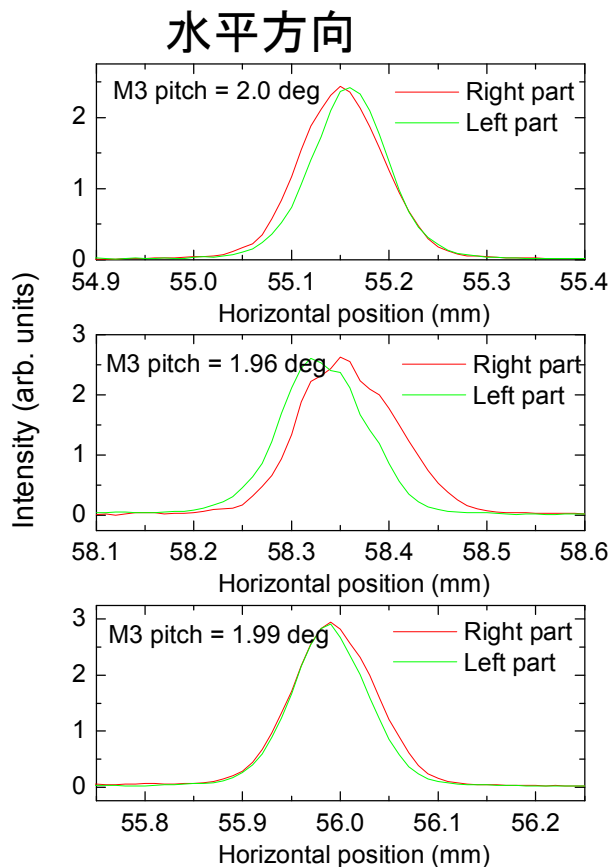 水平方向
M3 pitch = 2.0 deg
Right part
Left part
2
1
0
54.9 55.0 55.1 55.2 55.3 55.4
Horizontal position (mm)
Intensity (arb. units)
M3 pitch = 1.96 deg
Right part
Left part
3
2
1
0
58.1 58.2 58.3 58.4 58.5 58.6
Horizontal position (mm)
M3 pitch = 1.99 deg
Right part
Left part
3
2
1
0
55.8 55.9 56.0 56.1 56.2
Horizontal position (mm)